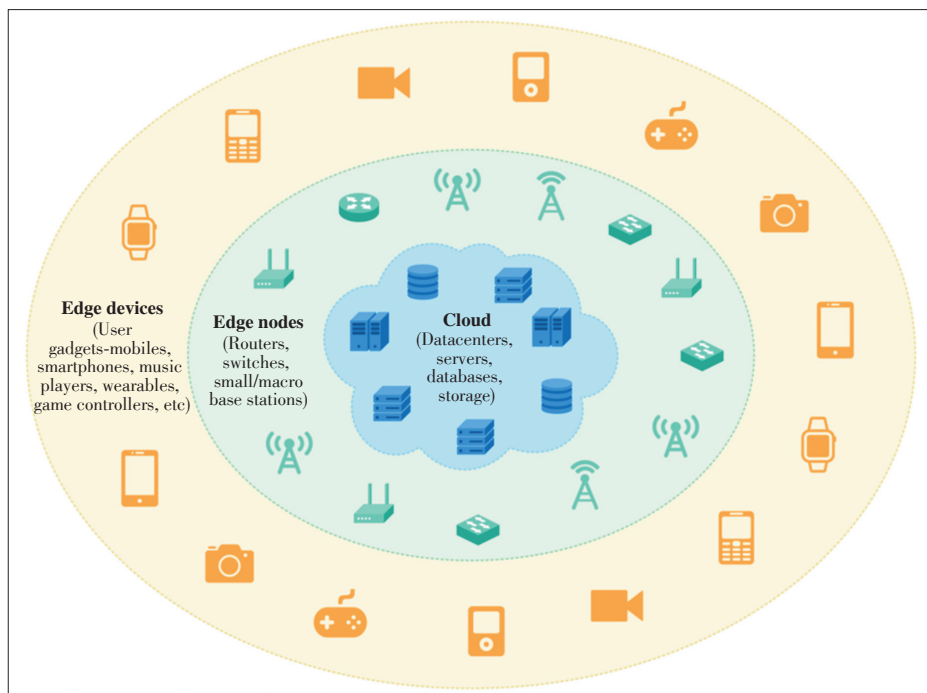 Edge devices
(User
gadgets-mobiles,
smartphones, music
players, wearables,
game controllers, etc)
Edge nodes
(Routers,
switches,
small/macro
base stations)
Cloud
(Datacenters,
servers,
databases,
storage)